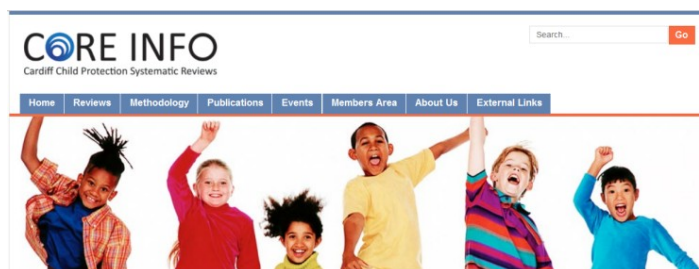 CORE INFO
Cardiff Child Protection Systematic Reviews
Search...
Go
Home Reviews Methodology Publications Events Members Area About Us External Links